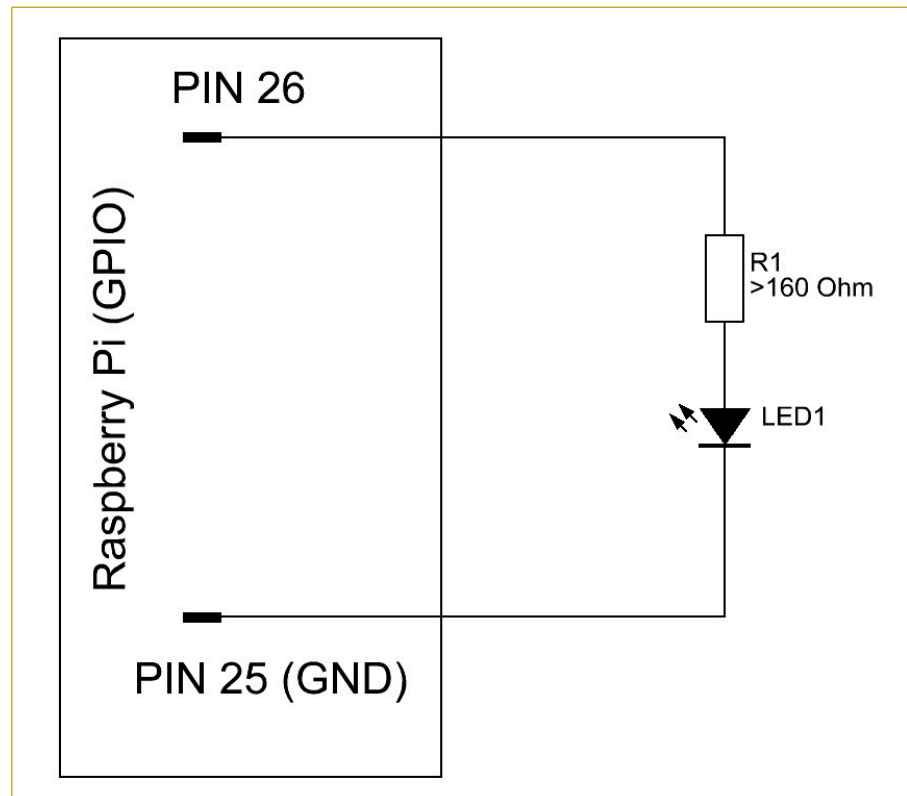 PIN 26
Raspberry Pi (GPIO)
R1
>160 Ohm
LED1
PIN 25 (GND)